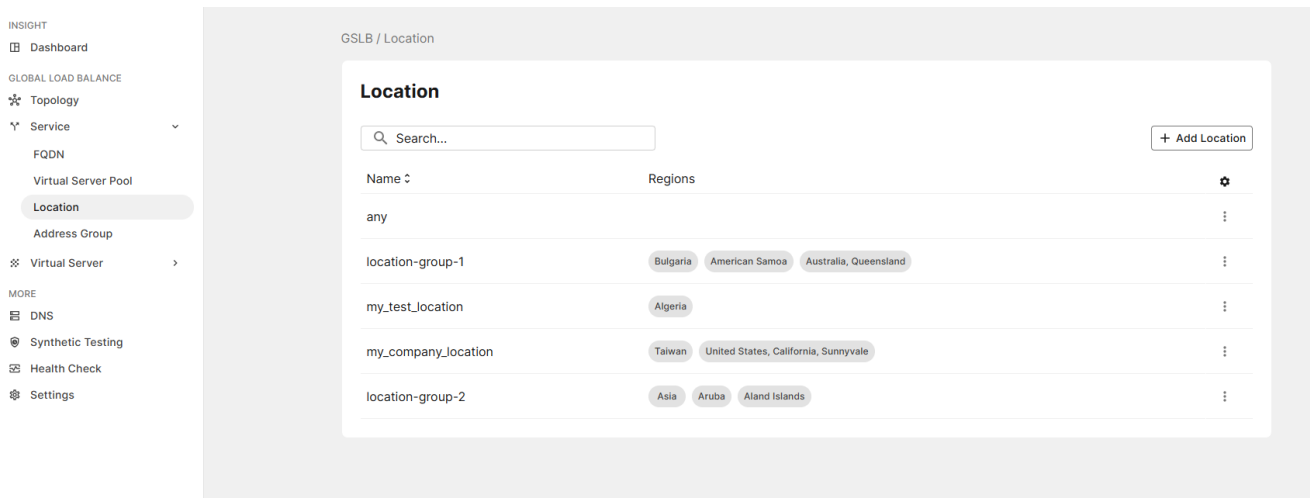 INSIGHT
Dashboard
GLOBAL LOAD BALANCE
Topology
Service
FQDN
Virtual Server Pool
Location
Address Group
Virtual Server
MORE
DNS
Synthetic Testing
Health Check
Settings
GSLB / Location
Location
Search...
+ Add Location
Name Regions
any
location-group-1 Bulgaria American Samoa Australia, Queensland
my_test_location Algeria
my_company_location Taiwan United States, California, Sunnyvale
location-group-2 Asia Aruba Aland Islands